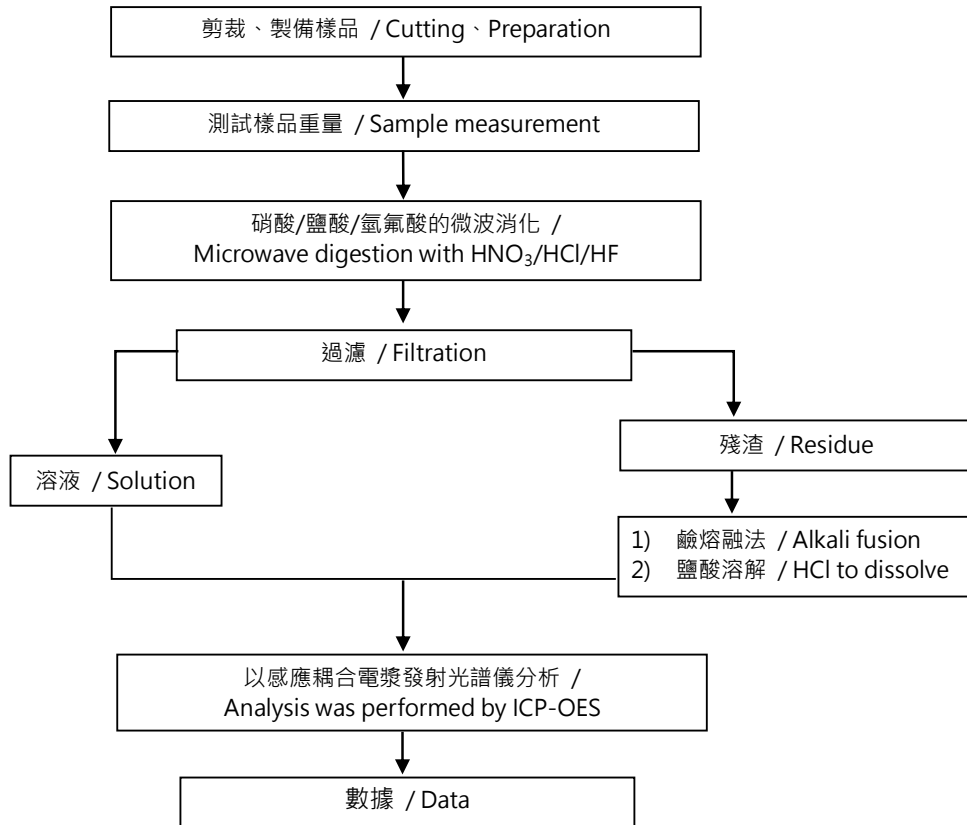 剪裁、製備樣品 / Cutting、Preparation
測試樣品重量 / Sample measurement
硝酸/鹽酸/氫氟酸的微波消化 /
Microwave digestion with HNO₃/HCl/HF
過濾 / Filtration
溶液 / Solution
殘渣 / Residue
1) 鹼熔融法 / Alkali fusion
2) 鹽酸溶解 / HCl to dissolve
以感應耦合電漿發射光譜儀分析 /
Analysis was performed by ICP-OES
數據 / Data